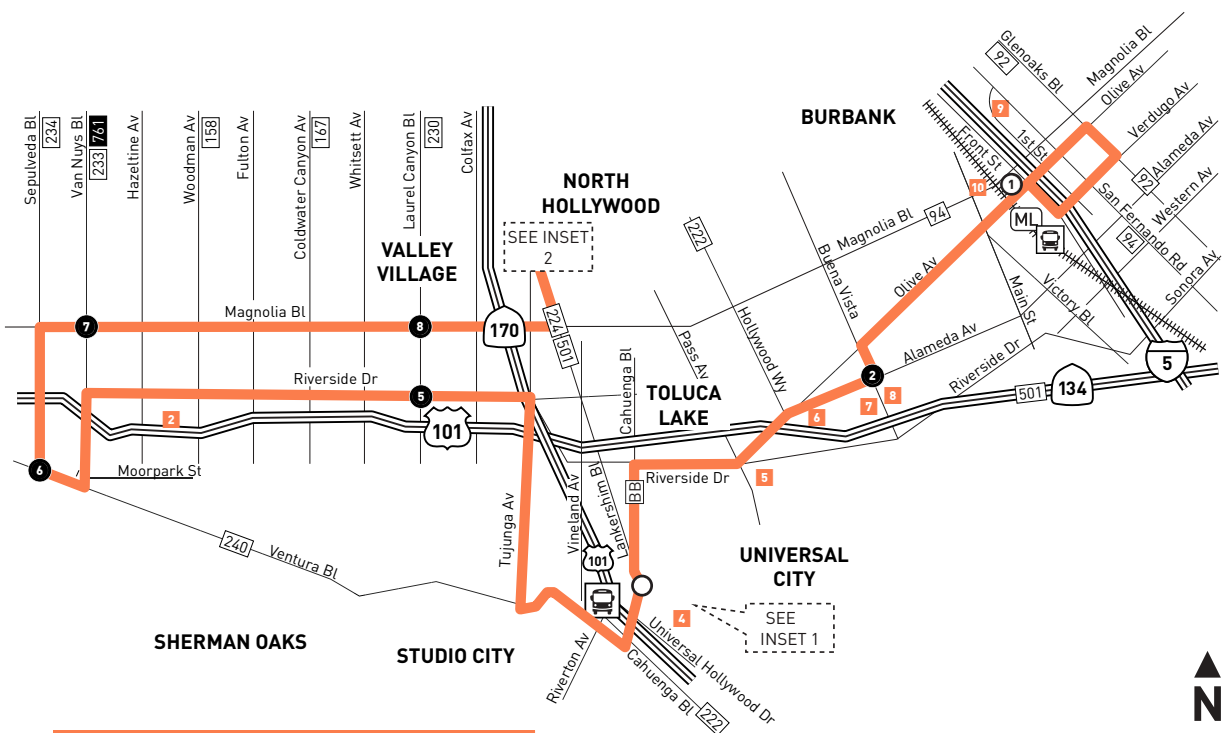 Glenoaks Bl
92
Magnolia Bl
Olive Av
Verdugo Av
Alameda Av
92
Western Av
9
1st St
Front St
BURBANK
10
1
San Fernando Rd
94
Sonora Av
ML
Sepulveda Bl
234
Van Nuys Bl
233
761
Hazeltine Av
Woodman Av
158
Fulton Av
Coldwater Canyon Av
167
Whitsett Av
Laurel Canyon Bl
230
Colfax Av
NORTH
HOLLYWOOD
SEE INSET
2
VALLEY
VILLAGE
222
Magnolia Bl
94
Buena Vista
Olive Av
Main St
Victory Bl
Magnolia Bl
7
8
170
224
501
Hollywood Wy
Pass Av
Cahuenga Bl
Alameda Av
Riverside Dr
5
134
501
2
7
8
6
5
Riverside Dr
5
TOLUCA
LAKE
2
101
6
Moorpark St
Riverside Dr
BB
Lankershim Bl
Vineland Av
Tujunga Av
240
Ventura Bl
101
UNIVERSAL
CITY
SEE
INSET 1
4
SHERMAN OAKS
STUDIO CITY
Riverton Av
Universal Hollywood Dr
Cahuenga Bl
222
N